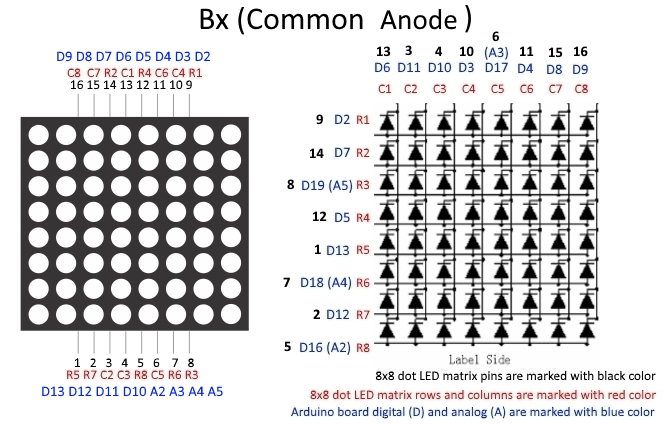 Bx (Common Anode)
D9 D8 D7 D6 D5 D4 D3 D2
C8 C7 R2 C1 R4 C6 C4 R1
16 15 14 13 12 11 10 9
1 2 3 4 5 6 7 8
R5 R7 C2 C3 R8 C5 R6 R3
D13 D12 D11 D10 A2 A3 A4 A5
6
13 3 4 10 (A3) 11 15 16
D6 D11 D10 D3 D17 D4 D8 D9
C1 C2 C3 C4 C5 C6 C7 C8
9 D2 R1
14 D7 R2
8 D19 (A5) R3
12 D5 R4
1 D13 R5
7 D18 (A4) R6
2 D12 R7
5 D16 (A2) R8
Label Side
8x8 dot LED matrix pins are marked with black color
8x8 dot LED matrix rows and columns are marked with red color
Arduino board digital (D) and analog (A) are marked with blue color